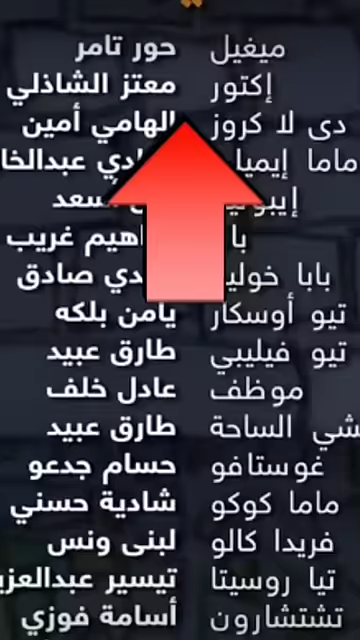 ميغيل حور تامر
إكتور معتز الشاذلي
دى لا كروز الهامي أمين
ماما
بابا
تيو أوسكار يامن بلكه
تيو فيليبي طارق عبيد
موظف عادل خلف
الساحة طارق عبيد
غوستافو حسام جدعو
ماما كوكو شادية حسني
فريدا كالو لبنى ونس
تيا روسيتا تيسير
تشتشارون أسامة فوزي